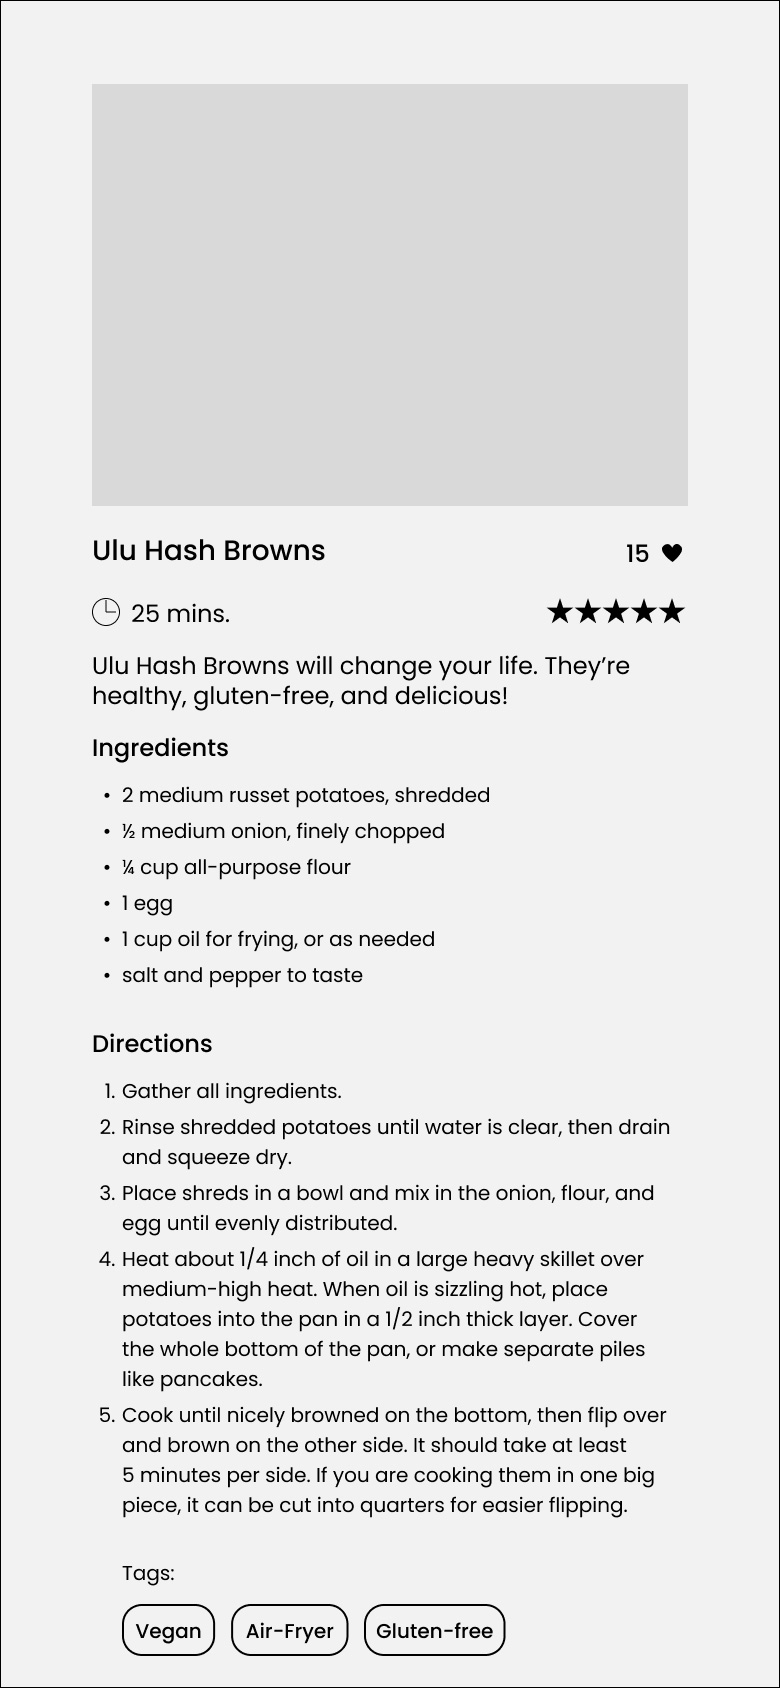 Ulu Hash Browns
15
25 mins.
★★★★★
Ulu Hash Browns will change your life. They’re
healthy, gluten-free, and delicious!
Ingredients
• 2 medium russet potatoes, shredded
• ½ medium onion, finely chopped
• ¼ cup all-purpose flour
• 1 egg
• 1 cup oil for frying, or as needed
• salt and pepper to taste
Directions
1. Gather all ingredients.
2. Rinse shredded potatoes until water is clear, then drain
and squeeze dry.
3. Place shreds in a bowl and mix in the onion, flour, and
egg until evenly distributed.
4. Heat about 1/4 inch of oil in a large heavy skillet over
medium-high heat. When oil is sizzling hot, place
potatoes into the pan in a 1/2 inch thick layer. Cover
the whole bottom of the pan, or make separate piles
like pancakes.
5. Cook until nicely browned on the bottom, then flip over
and brown on the other side. It should take at least
5 minutes per side. If you are cooking them in one big
piece, it can be cut into quarters for easier flipping.
Tags:
Vegan Air-Fryer Gluten-free